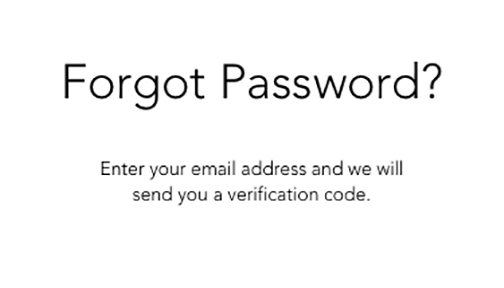 Forgot Password?
Enter your email address and we will
send you a verification code.